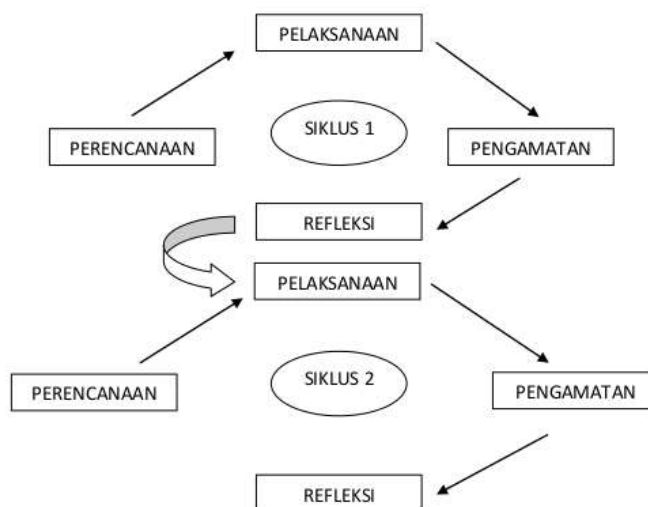 PELAKSANAAN
PERENCANAAN
SIKLUS 1
PENGAMATAN
REFLEKSI
PELAKSANAAN
PERENCANAAN
SIKLUS 2
PENGAMATAN
REFLEKSI